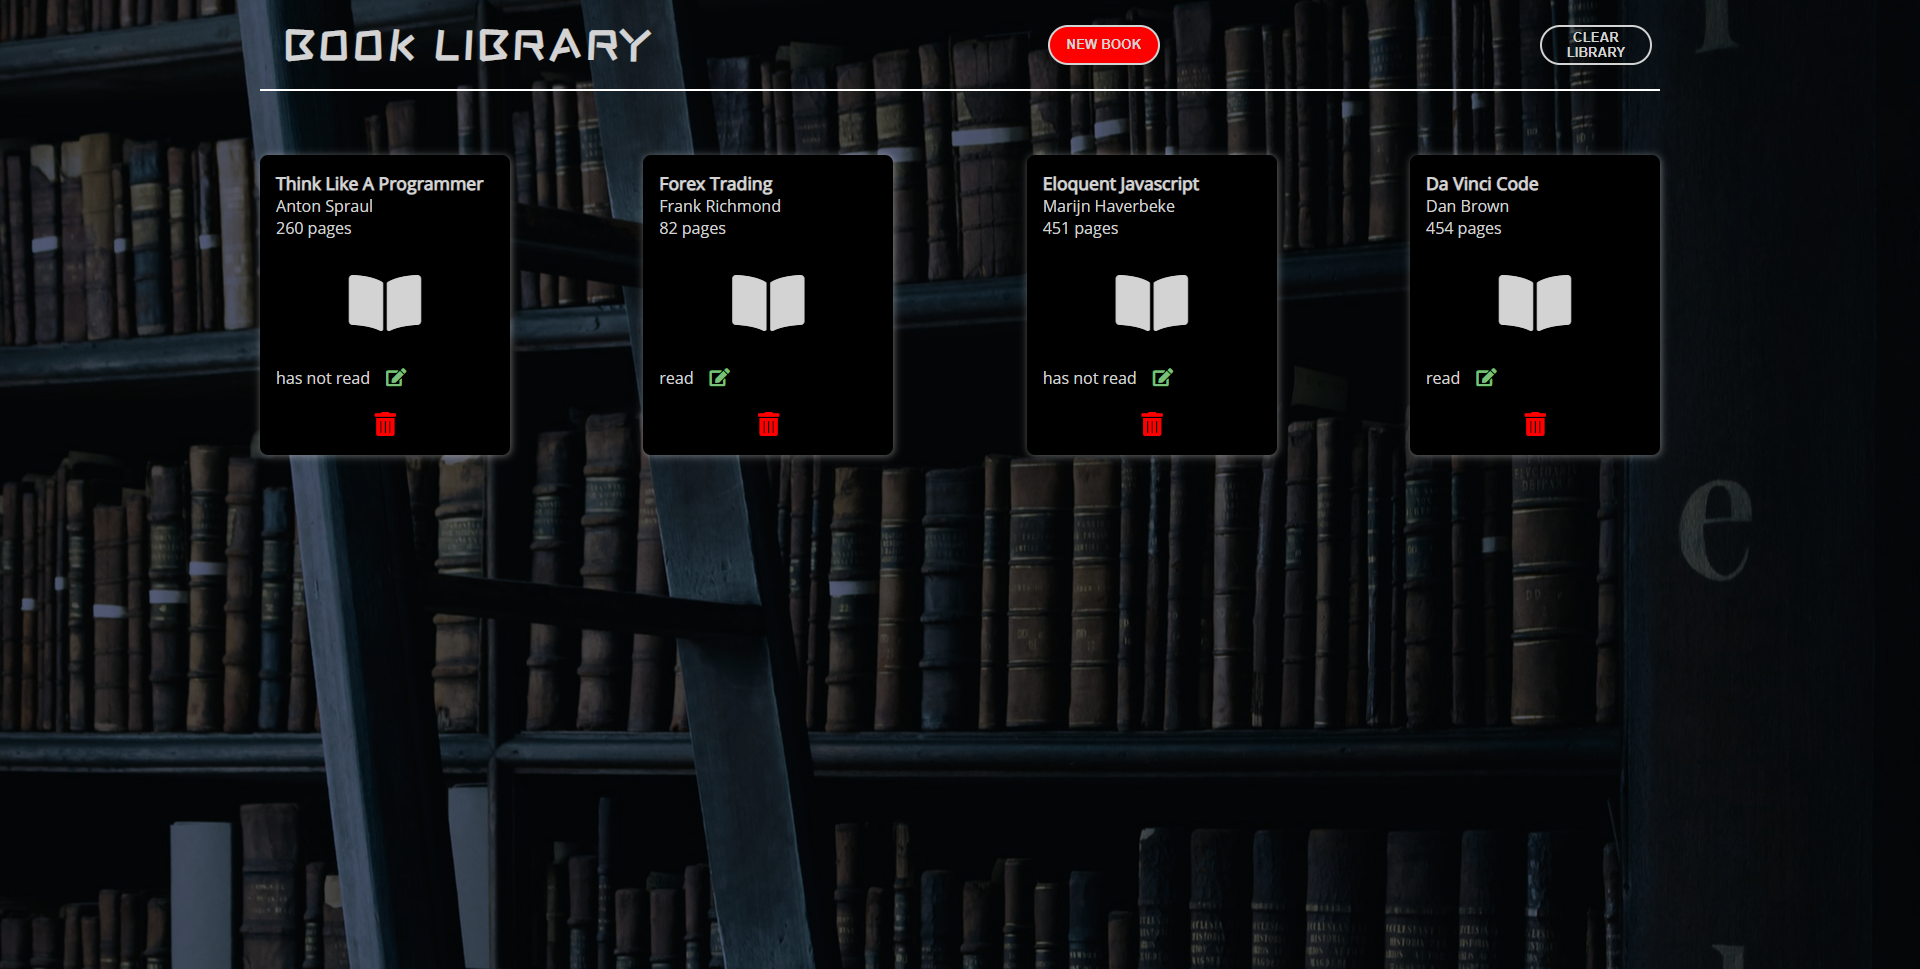 BOOK LIBRARY
NEW BOOK
CLEAR
LIBRARY
Think Like A Programmer
Anton Spraul
260 pages
has not read
Forex Trading
Frank Richmond
82 pages
read
Eloquent Javascript
Marijn Haverbeke
451 pages
has not read
Da Vinci Code
Dan Brown
454 pages
read
e